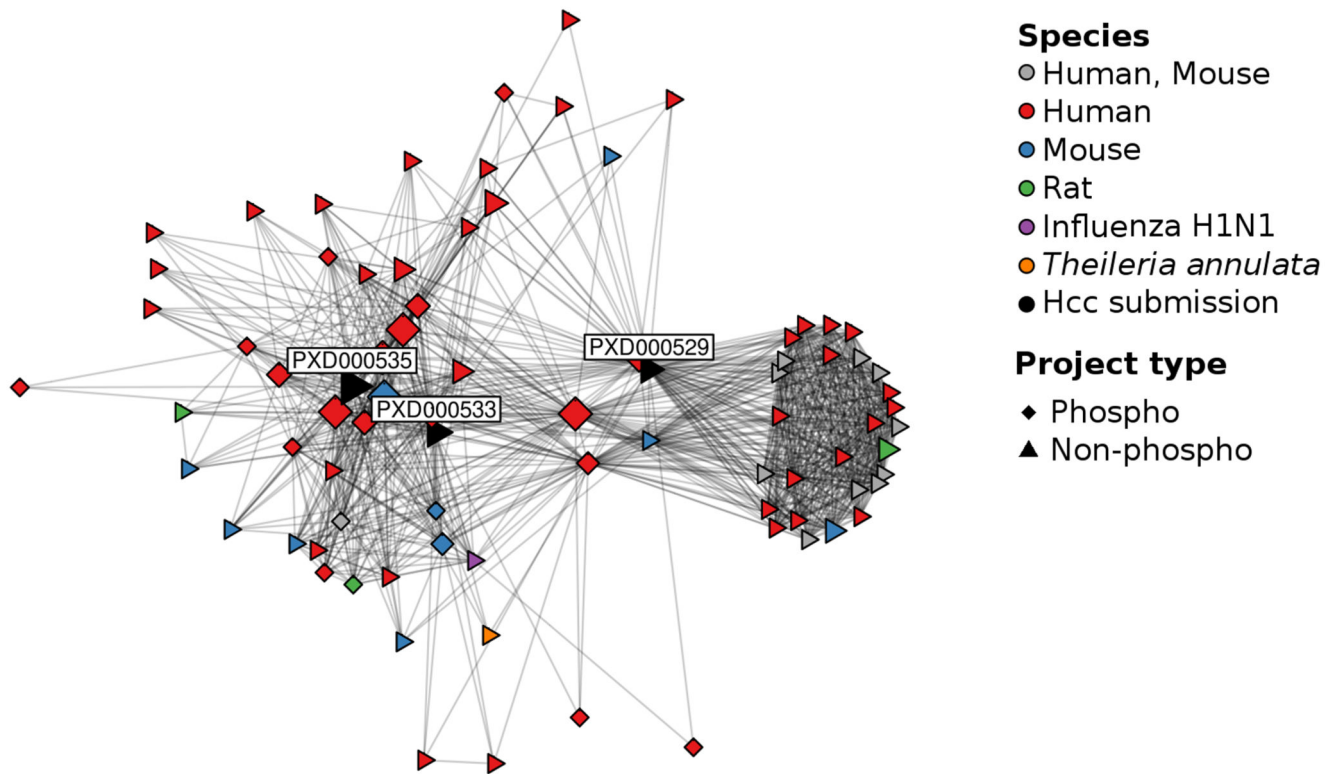 PXD000535
PXD000533
PXD000529
Species
Human, Mouse
Human
Mouse
Rat
Influenza H1N1
Theileria annulata
Hcc submission
Project type
Phospho
Non-phospho